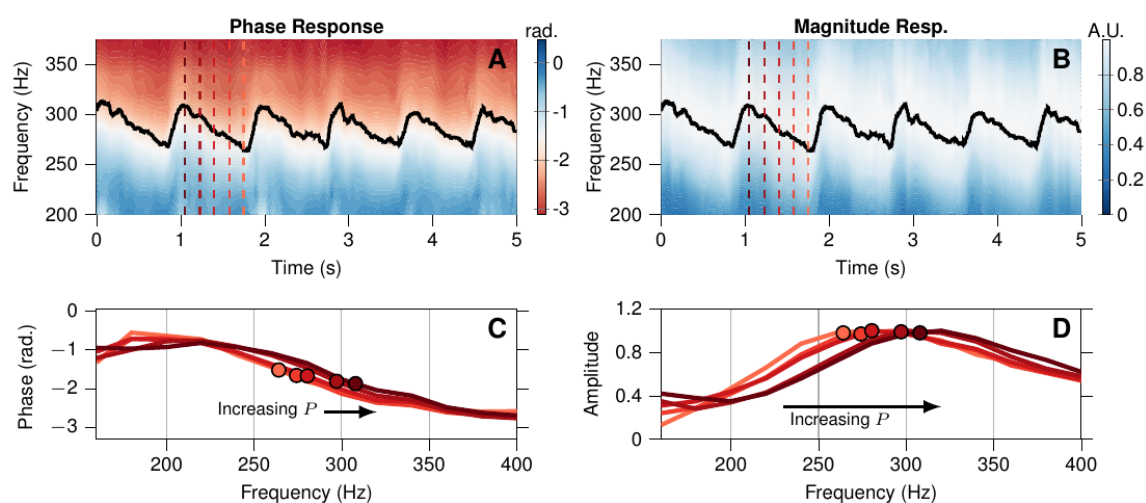 Phase Response
rad.
A
Frequency (Hz)
350
300
250
200
0
1
2
3
4
5
Time (s)
0
-1
-2
-3
Magnitude Resp.
A.U.
B
Frequency (Hz)
350
300
250
200
0
1
2
3
4
5
Time (s)
0.8
0.6
0.4
0.2
0
C
Phase (rad.)
−0
−1
−2
−3
Increasing P
200
250
300
350
400
Frequency (Hz)
D
Amplitude
1.2
0.8
0.4
0
Increasing P
200
250
300
350
400
Frequency (Hz)